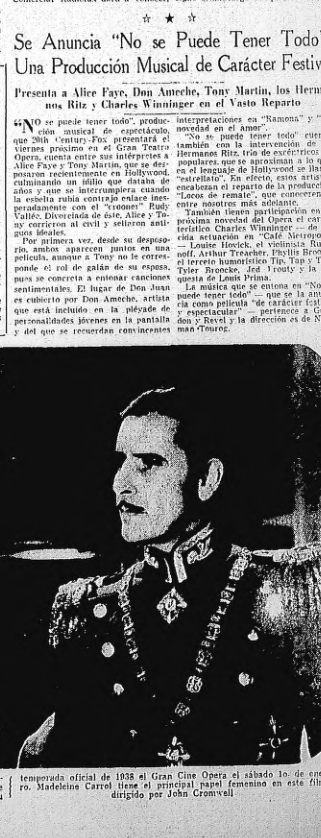 Se Anuncia "No se Puede Tener Todo
Una Producción Musical de Carácter Festiv
Presenta a Alice Faye, Don Ameche, Tony Martin, los Herm
nos Ritz y Charles Winninger en el Vasto Reparto
"NO se puede tener todo", produc-
ción musical de espectáculo,
que 20th Century-Fox presentará el
viernes próximo en el Gran Teatro
Opera, cuenta entre sus intérpretes a
Alice Faye y Tony Martin, que se des-
posaron recientemente en Hollywood,
culminando un idilio que databa de
años y que se interrumpiera cuando
la esbelta rubia contrajo enlace ines-
peradamente con el "crooner" Rudy
Vallée. Divorciada de éste, Alice y To-
ny corrieron al civil y sellaron anti-
guos ideales.
Por primera vez, desde su desposo-
rio, ambos aparecen juntos en una
película, aunque a Tony no le corres-
ponde el rol de galán de su esposa,
pues se concreta a entonar canciones
sentimentales. El lugar de Don Juan
es cubierto por Don Ameche, artista
que está incluído en la pléyade de
personalidades jóvenes en la pantalla
y del que se recuerdan convincentes
interpretaciones en "Ramona" y "
novedad en el amor".
"No se puede tener todo" cuen
también con la intervención de
Hermanos Ritz, trío de excéntricos
populares, que se aproximan a lo q
en el lenguaje de Hollywood se lla
"estrellato". En efecto, estos artis
encabezan el reparto de la producci
"Locos de remate", que conoceren
entre nosotros más adelante.
También tienen participación en
próxima novedad del Opera el car
terístico Charles Winninger — de
cida actuación en "Café Metropo
— Louise Hovick, el violinista Ru
noff, Arthur Treacher, Phyllis Broo
el terceto humorístico Tip, Tap y T
Tyler Broocke, Jed Prouty y la
questa de Louis Prima.
La música que se entona en "No
puede tener todo" — que se la anu
cia como película "de carácter fest
y espectacular" — pertenece a G
don y Revel y la dirección es de N
man Tourog.
temporada oficial de 1938 el Gran Cine Opera el sábado 1o. de ene
ro. Madeleine Carrol tiene el principal papel femenino en este film
dirigido por John Cromwell